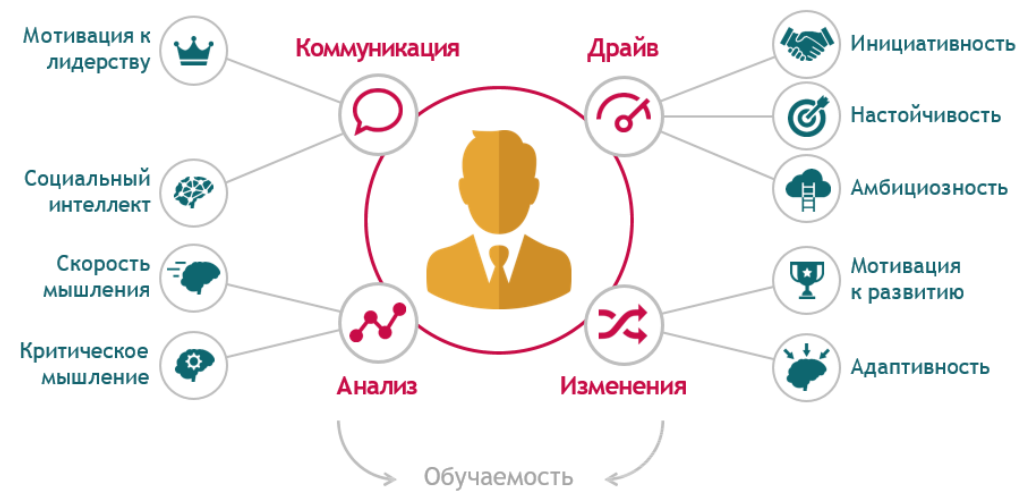 Мотивация к
лидерству
Коммуникация
Драйв
Инициативность
Настойчивость
Социальный
интеллект
Амбициозность
Скорость
мышления
Мотивация
к развитию
Критическое
мышление
Анализ
Изменения
Адаптивность
Обучаемость